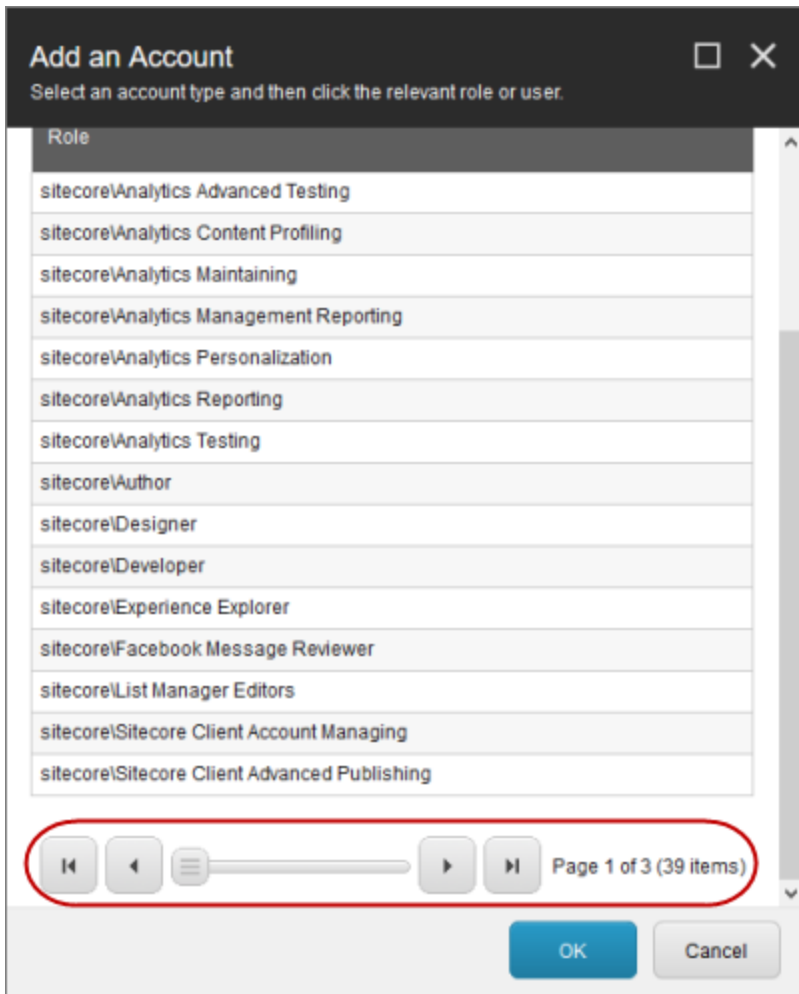 Add an Account
Select an account type and then click the relevant role or user.
Role
sitecore\Analytics Advanced Testing
sitecore\Analytics Content Profiling
sitecore\Analytics Maintaining
sitecore\Analytics Management Reporting
sitecore\Analytics Personalization
sitecore\Analytics Reporting
sitecore\Analytics Testing
sitecore\Author
sitecore\Designer
sitecore\Developer
sitecore\Experience Explorer
sitecore\Facebook Message Reviewer
sitecore\List Manager Editors
sitecore\Sitecore Client Account Managing
sitecore\Sitecore Client Advanced Publishing
Page 1 of 3 (39 items)
OK Cancel